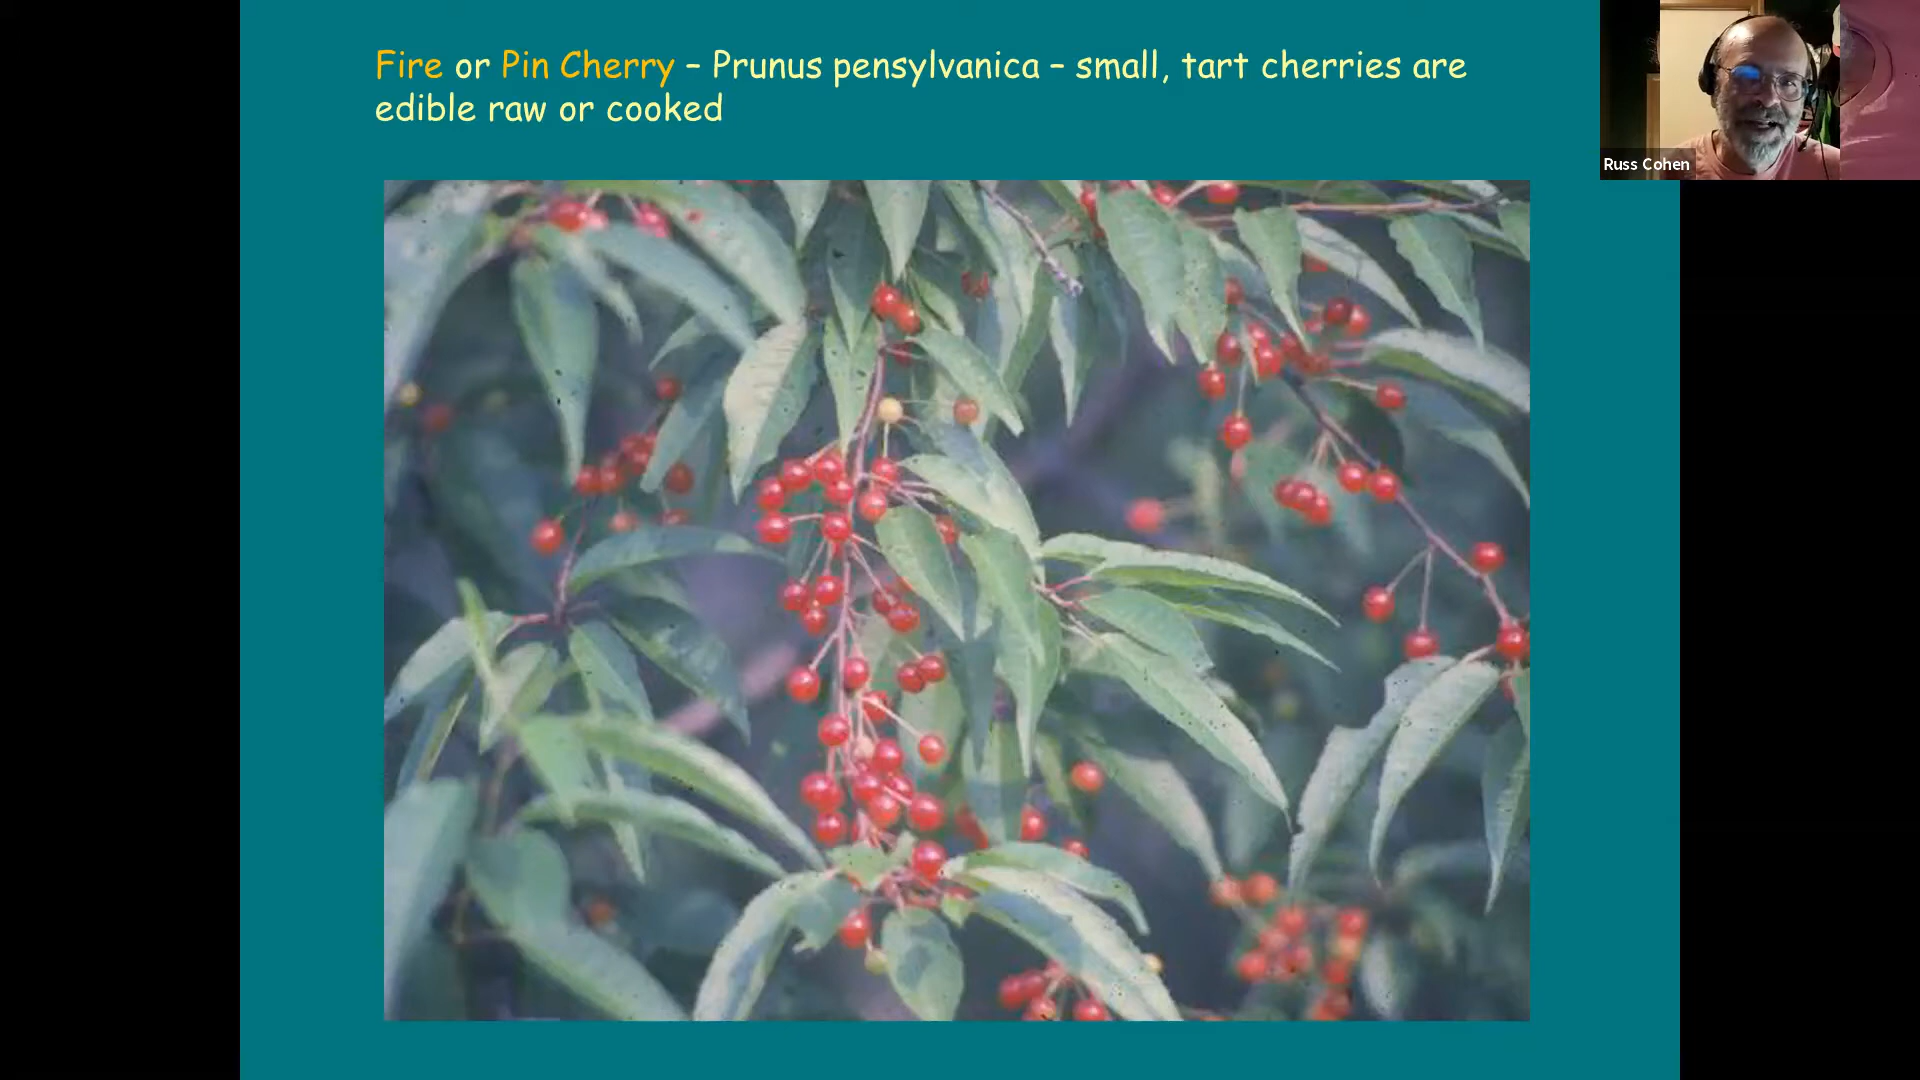 Fire or Pin Cherry – Prunus pensylvanica – small, tart cherries are
edible raw or cooked
Russ Cohen